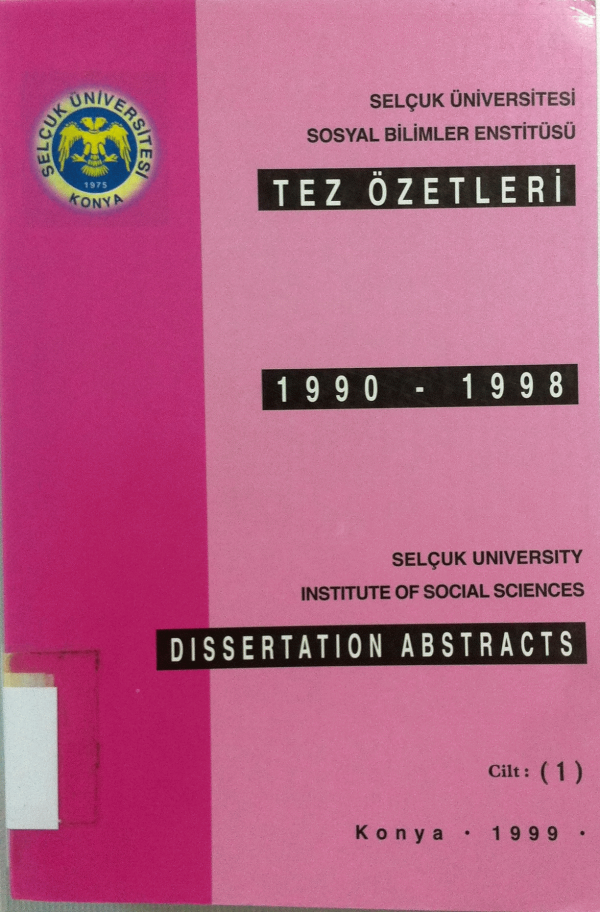 SELÇUK ÜNİVERSİTESİ
1975
KONYA
SELÇUK ÜNİVERSİTESİ
SOSYAL BİLİMLER ENSTİTÜSÜ
TEZ ÖZETLERİ
1990 - 1998
SELÇUK UNIVERSITY
INSTITUTE OF SOCIAL SCIENCES
DISSERTATION ABSTRACTS
Cilt : (1)
Konya · 1999 ·